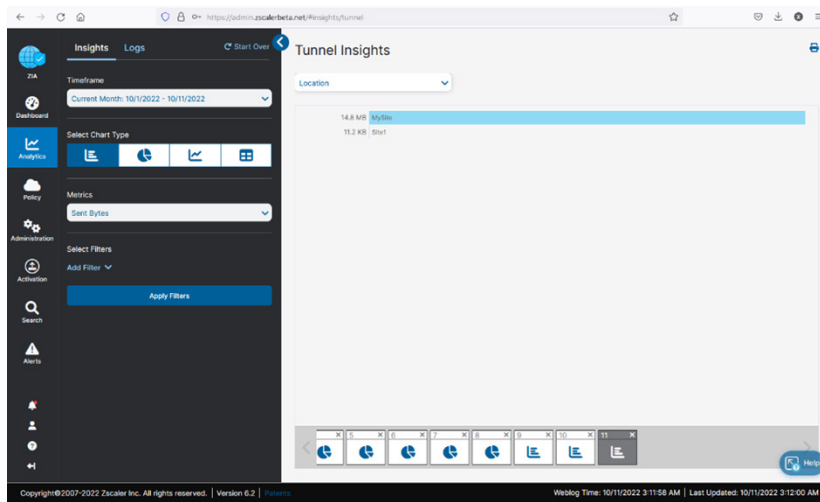 https://admin.zscalerbeta.net/#insights/tunnel
ZIA
Dashboard
Analytics
Policy
Administration
Activation
Search
Alerts
Insights Logs Start Over
Timeframe
Current Month: 10/1/2022 - 10/11/2022
Select Chart Type
Metrics
Sent Bytes
Select Filters
Add Filter
Apply Filters
Tunnel Insights
Location
14.8 MB MySite
11.2 KB Site1
5 6 7 8 9 10 11
Help
Copyright©2007-2022 Zscaler Inc. All rights reserved. | Version 6.2 | Patents
Weblog Time: 10/11/2022 3:11:58 AM | Last Updated: 10/11/2022 3:12:00 AM